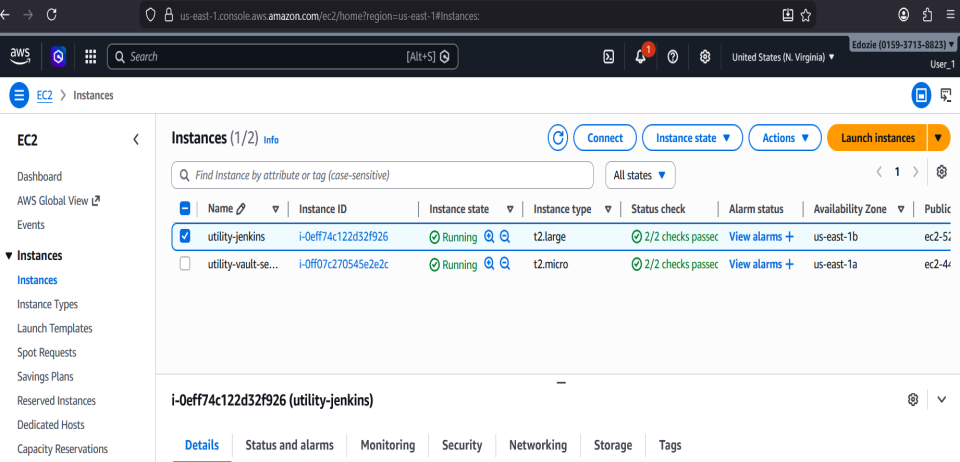 us-east-1.console.aws.amazon.com/ec2/home?region=us-east-1#Instances:
aws
Search
[Alt+S]
1
United States (N. Virginia) ▼
Edozie (0159-3713-8823) ▼
User_1
EC2 > Instances
EC2
Dashboard
AWS Global View
Events
▼ Instances
Instances
Instance Types
Launch Templates
Spot Requests
Savings Plans
Reserved Instances
Dedicated Hosts
Capacity Reservations
Instances (1/2) Info
Connect
Instance state ▼
Actions ▼
Launch instances ▼
Find Instance by attribute or tag (case-sensitive)
All states ▼
< 1 >
Name Instance ID Instance state Instance type Status check Alarm status Availability Zone Public
utility-jenkins i-0eff74c122d32f926 Running t2.large 2/2 checks passec View alarms + us-east-1b ec2-52
utility-vault-se... i-0ff07c270545e2e2c Running t2.micro 2/2 checks passec View alarms + us-east-1a ec2-44
i-0eff74c122d32f926 (utility-jenkins)
Details Status and alarms Monitoring Security Networking Storage Tags